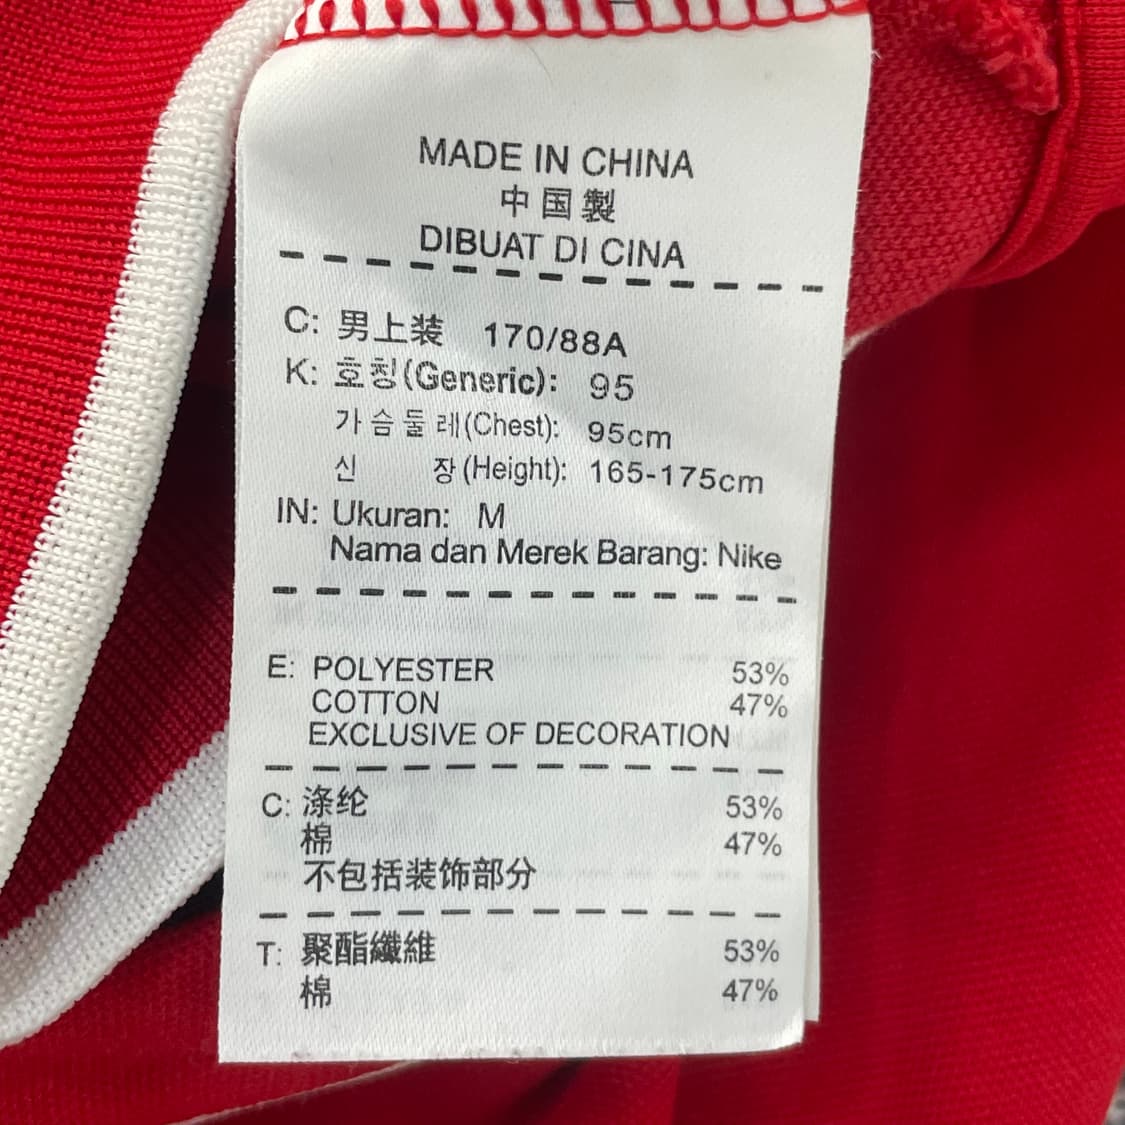 MADE IN CHINA
中国製
DIBUAT DI CINA
C: 男上装 170/88A
K: 호칭(Generic): 95
가슴둘레(Chest): 95cm
신 장(Height): 165-175cm
IN: Ukuran: M
Nama dan Merek Barang: Nike
E: POLYESTER 53%
COTTON 47%
EXCLUSIVE OF DECORATION
C: 涤纶 53%
棉 47%
不包括装饰部分
T: 聚酯纖維 53%
棉 47%